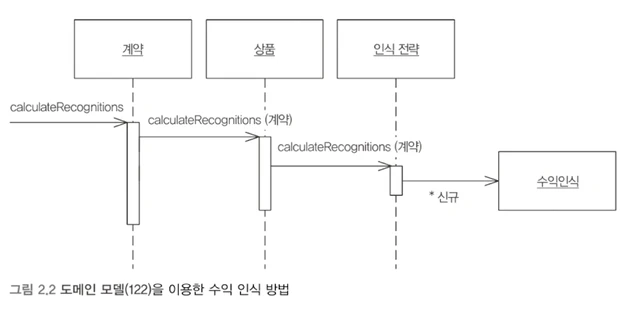 계약
상품
인식 전략
calculateRecognitions
calculateRecognitions (계약)
calculateRecognitions (계약)
* 신규
수익인식
그림 2.2 도메인 모델(122)을 이용한 수익 인식 방법